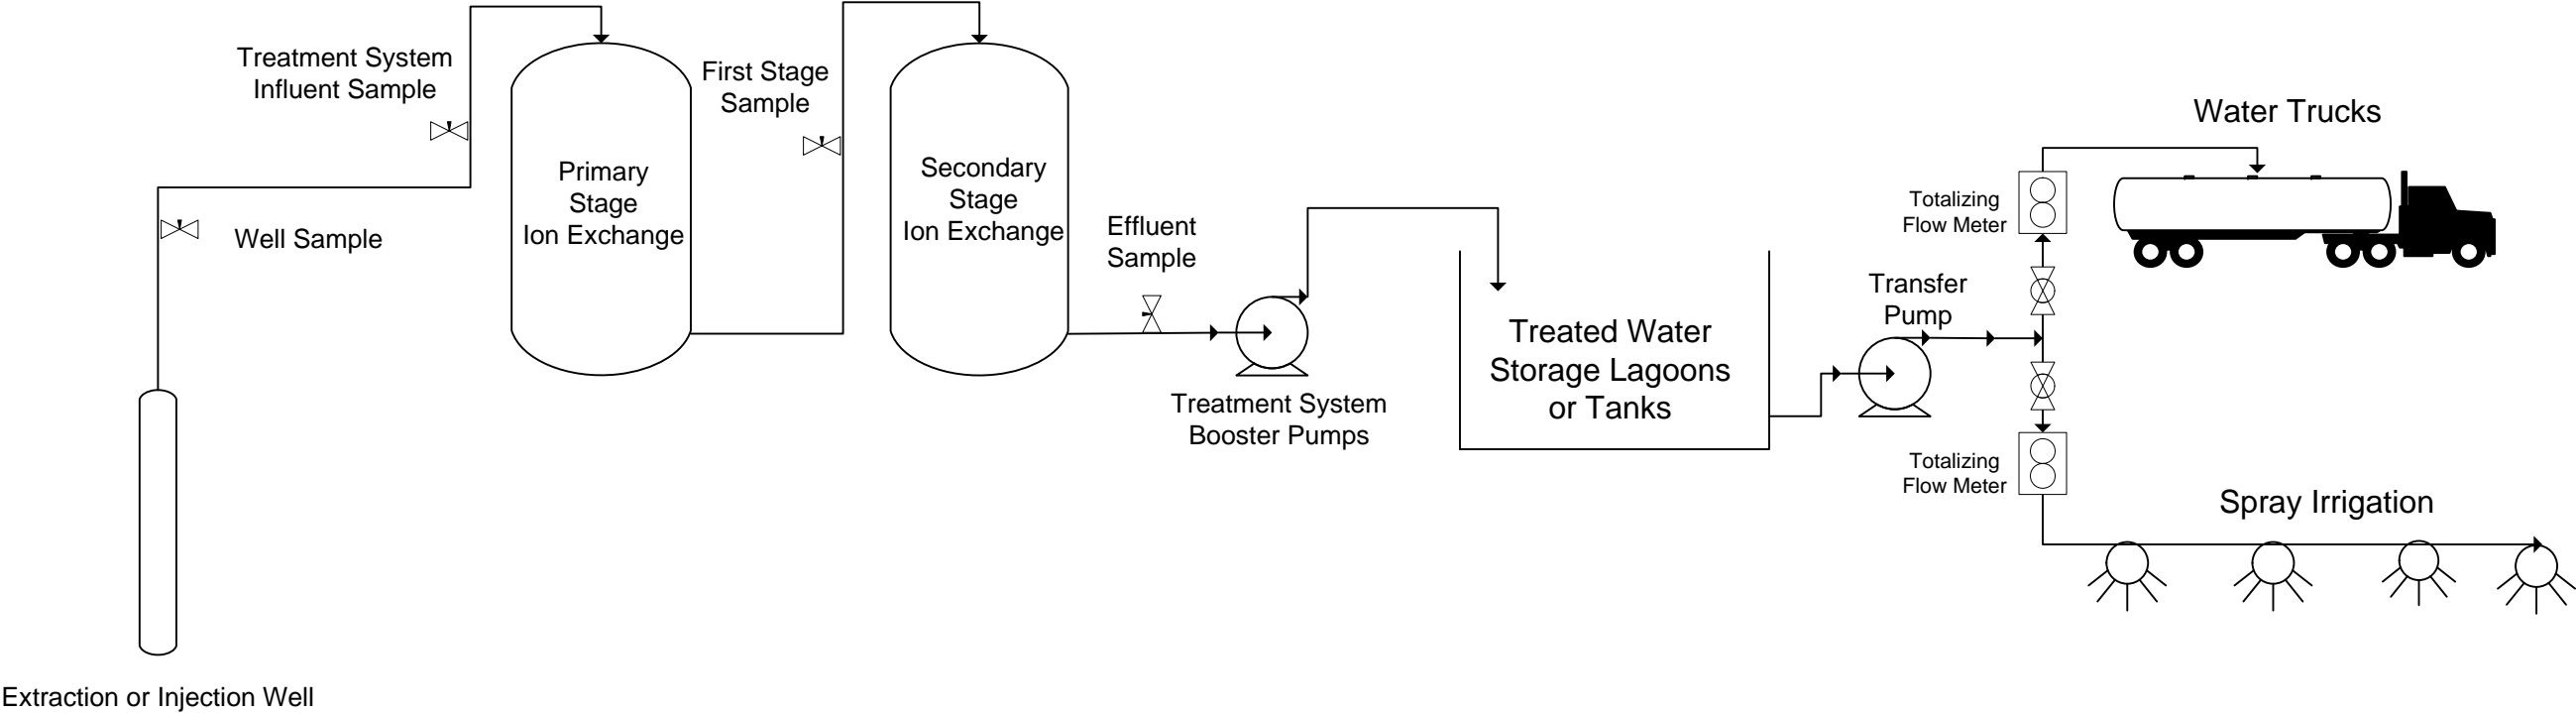 Treatment System
Influent Sample
First Stage
Sample
Water Trucks
Primary
Stage
Ion Exchange
Secondary
Stage
Ion Exchange
Well Sample
Effluent
Sample
Totalizing
Flow Meter
Transfer
Pump
Treated Water
Storage Lagoons
or Tanks
Treatment System
Booster Pumps
Totalizing
Flow Meter
Spray Irrigation
Extraction or Injection Well